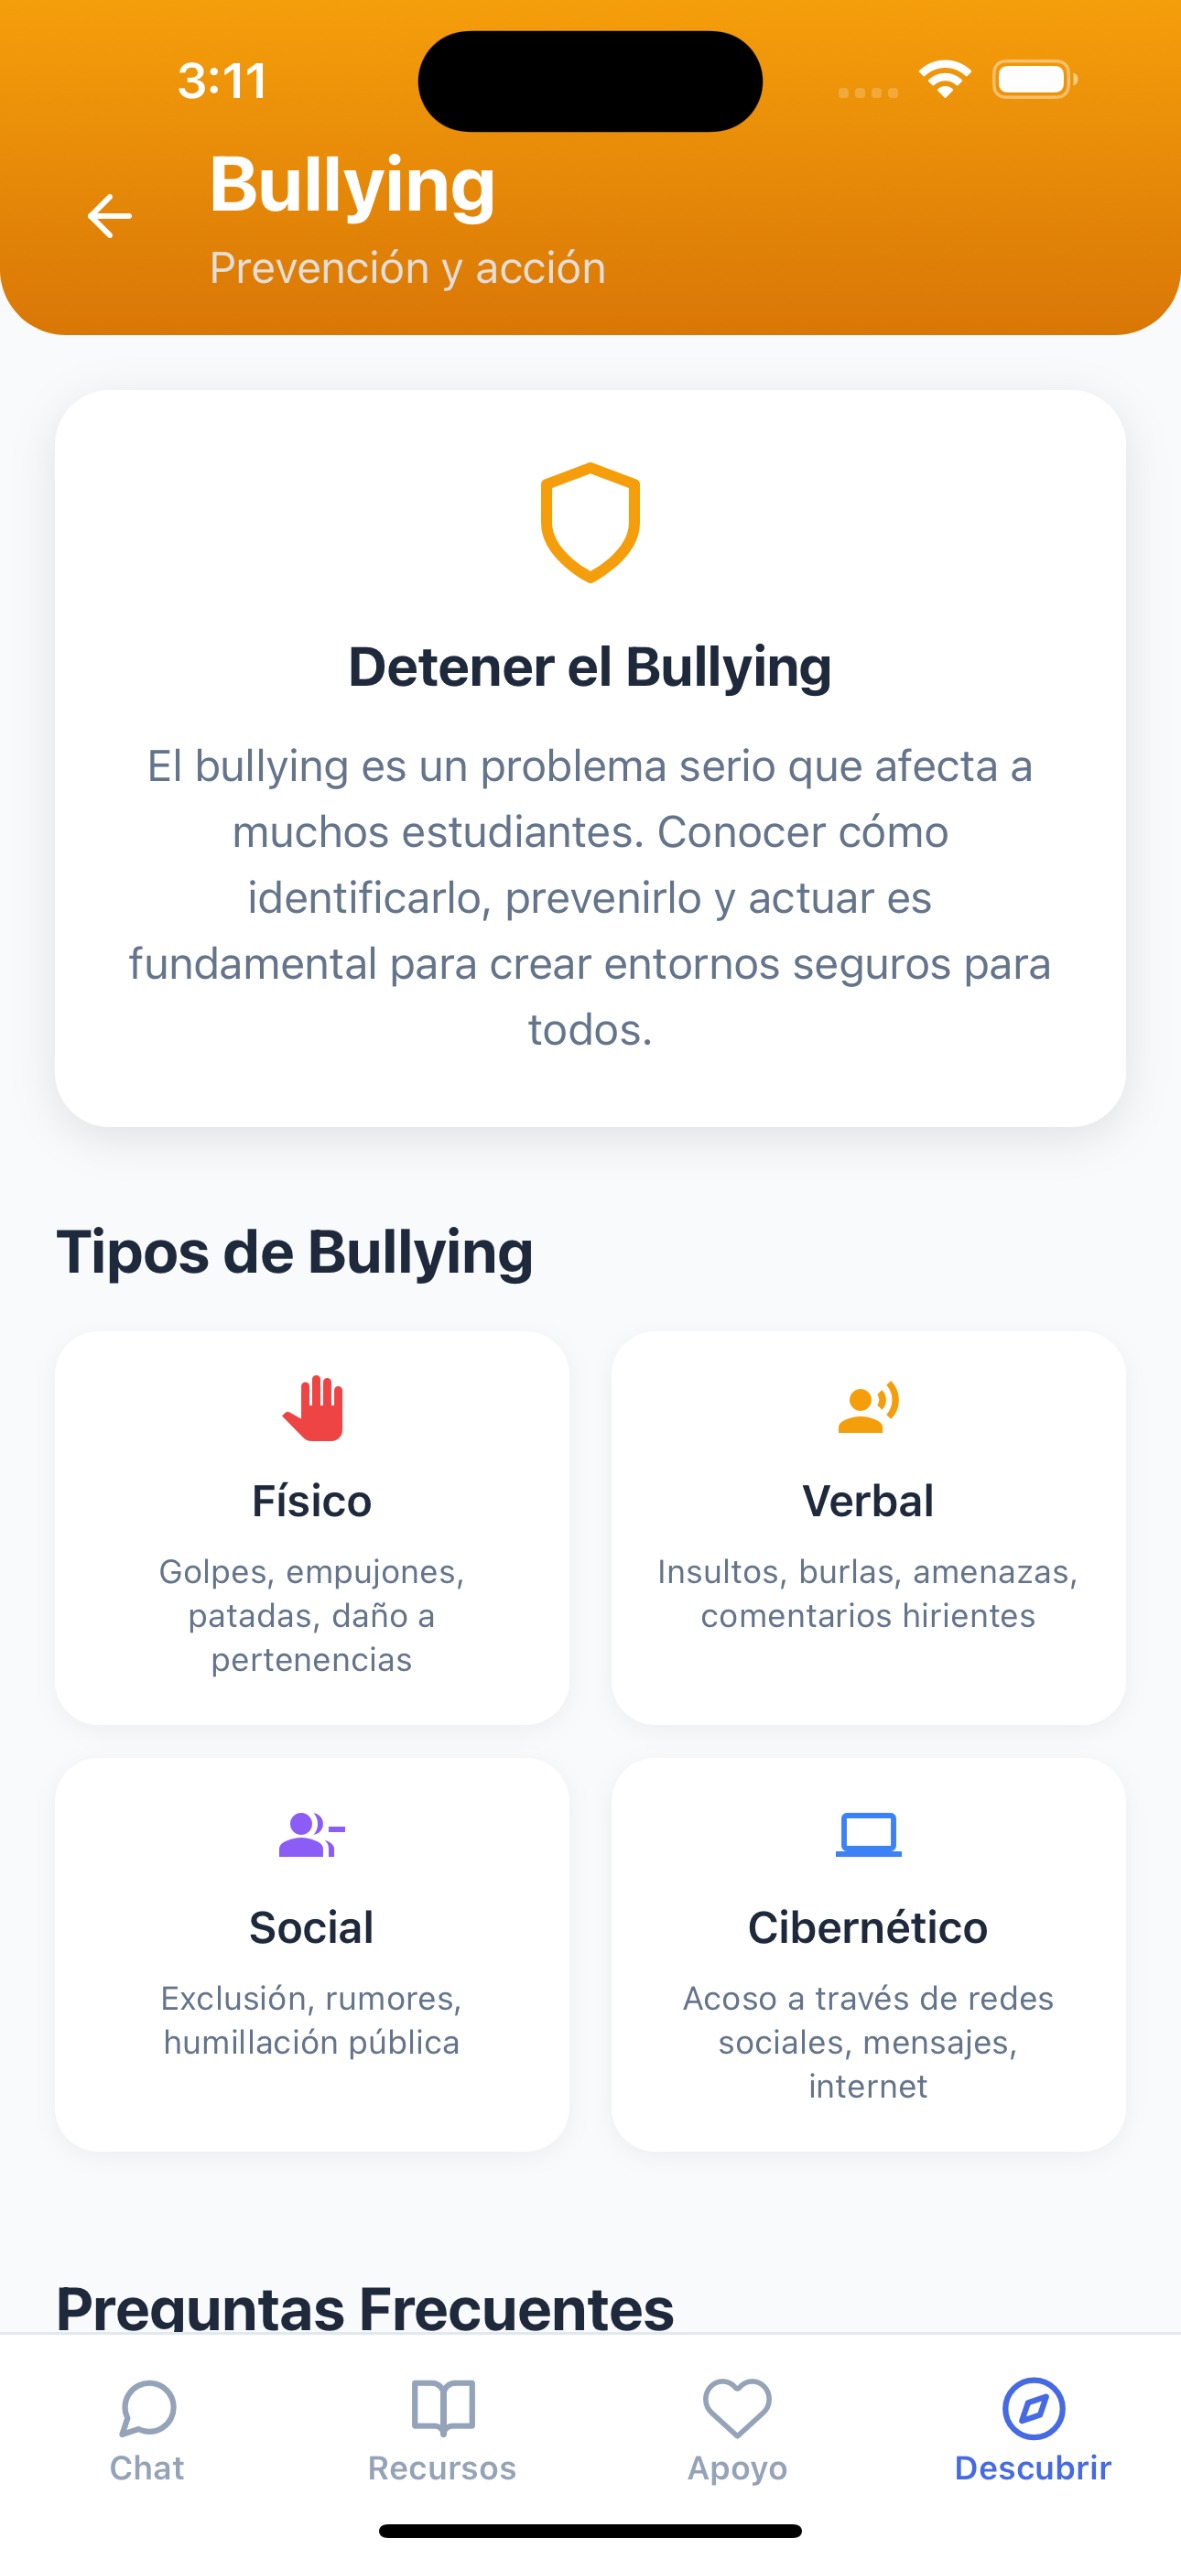 3:11
Bullying
Prevención y acción
Detener el Bullying
El bullying es un problema serio que afecta a
muchos estudiantes. Conocer cómo
identificarlo, prevenirlo y actuar es
fundamental para crear entornos seguros para
todos.
Tipos de Bullying
Físico
Golpes, empujones,
patadas, daño a
pertenencias
Verbal
Insultos, burlas, amenazas,
comentarios hirientes
Social
Exclusión, rumores,
humillación pública
Cibernético
Acoso a través de redes
sociales, mensajes,
internet
Preguntas Frecuentes
Chat
Recursos
Apoyo
Descubrir